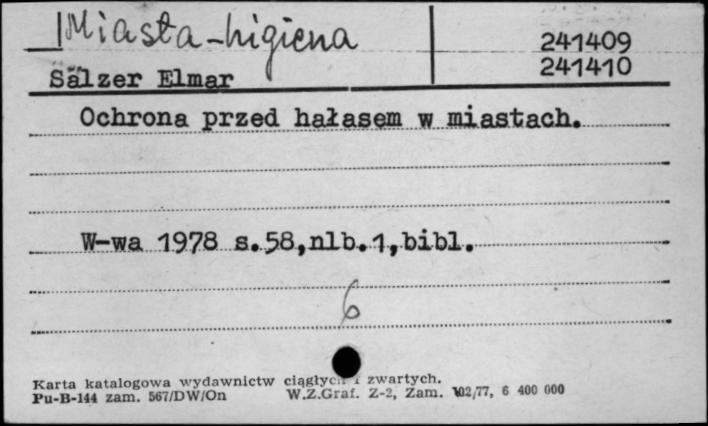 Miasta-higiena
241409
Sälzer Elmar
241410
Ochrona przed hałasem w miastach.
W-wa 1978 s.58,nlb.1,bibl.
6
Karta katalogowa wydawnictw ciągłych i zwartych.
Pu-B-144 zam. 567/DW/On W.Z.Graf. Z-2, Zam. 102/77, 6 400 000